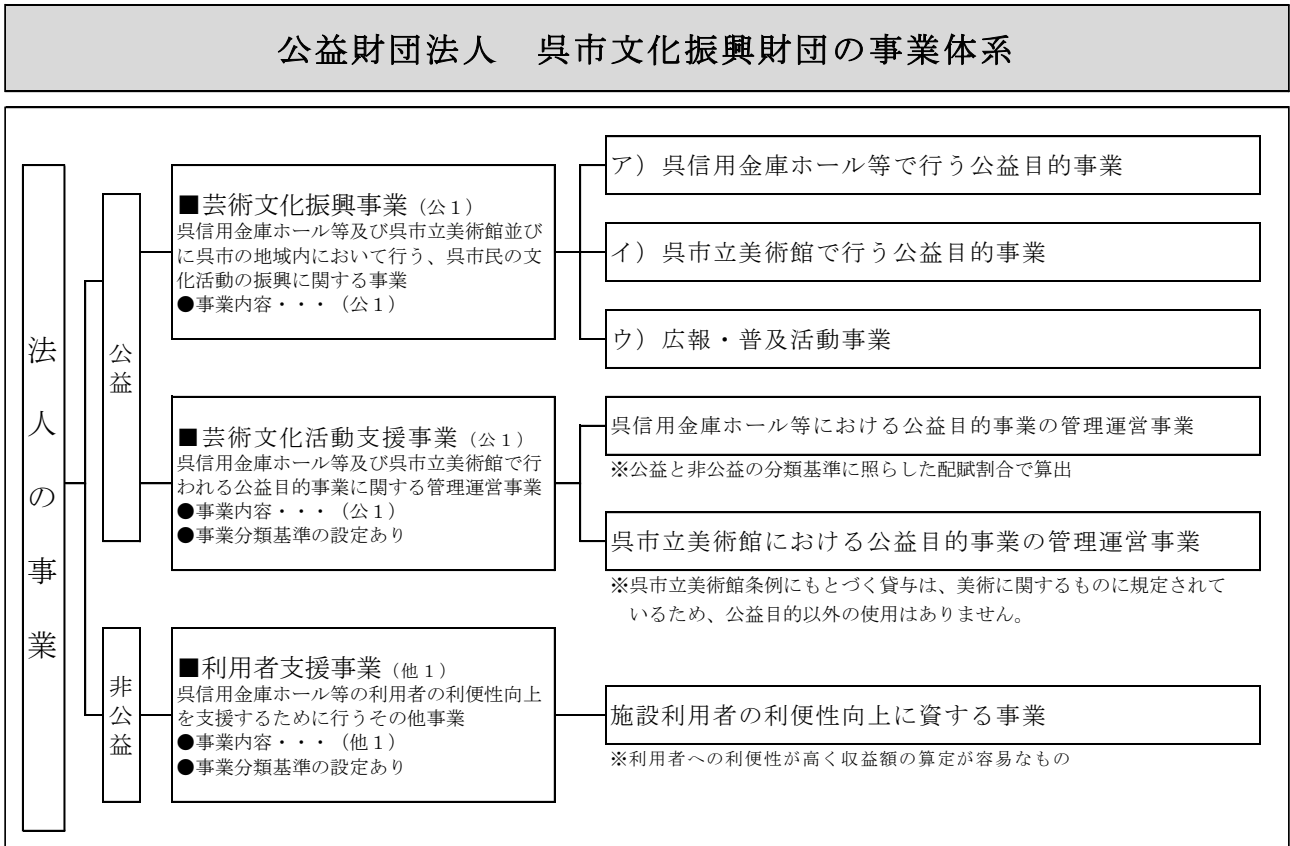 公益財団法人　呉市文化振興財団の事業体系
法人の事業
公益
■芸術文化振興事業（公１）
呉信用金庫ホール等及び呉市立美術館並び
に呉市の地域内において行う、呉市民の文
化活動の振興に関する事業
●事業内容・・・（公１）
ア）呉信用金庫ホール等で行う公益目的事業
イ）呉市立美術館で行う公益目的事業
ウ）広報・普及活動事業
■芸術文化活動支援事業（公１）
呉信用金庫ホール等及び呉市立美術館で行
われる公益目的事業に関する管理運営事業
●事業内容・・・（公１）
●事業分類基準の設定あり
呉信用金庫ホール等における公益目的事業の管理運営事業
※公益と非公益の分類基準に照らした配賦割合で算出
呉市立美術館における公益目的事業の管理運営事業
※呉市立美術館条例にもとづく貸与は、美術に関するものに規定されて
いるため、公益目的以外の使用はありません。
非公益
■利用者支援事業（他１）
呉信用金庫ホール等の利用者の利便性向上
を支援するために行うその他事業
●事業内容・・・（他１）
●事業分類基準の設定あり
施設利用者の利便性向上に資する事業
※利用者への利便性が高く収益額の算定が容易なもの